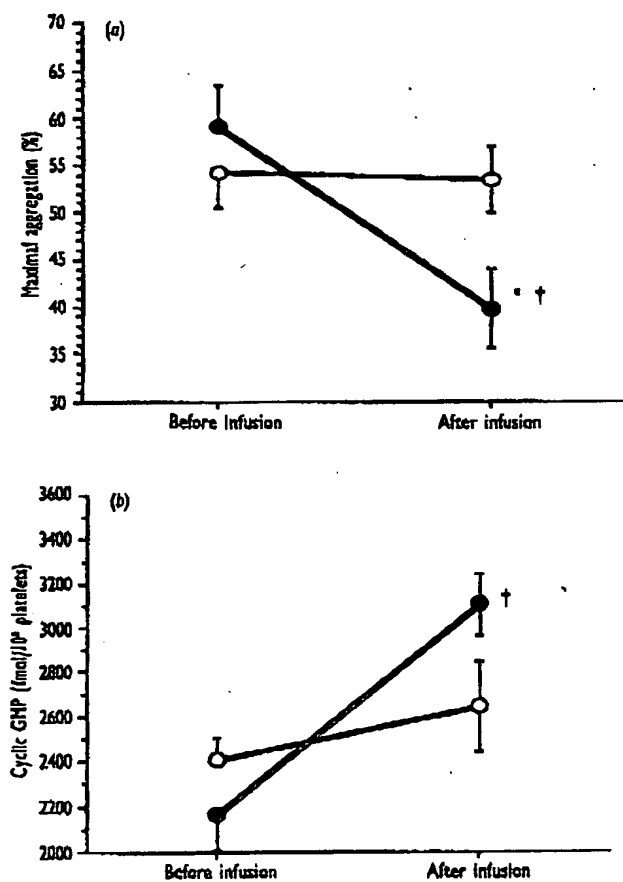 (a)
Maximal aggregation (%)
70
65
60
55
50
45
40
35
30
* †
Before Infusion
After infusion
(b)
Cyclic GMP (fmol/10⁸ platelets)
3600
3400
3200
3000
2800
2600
2400
2200
2000
†
Before infusion
After infusion